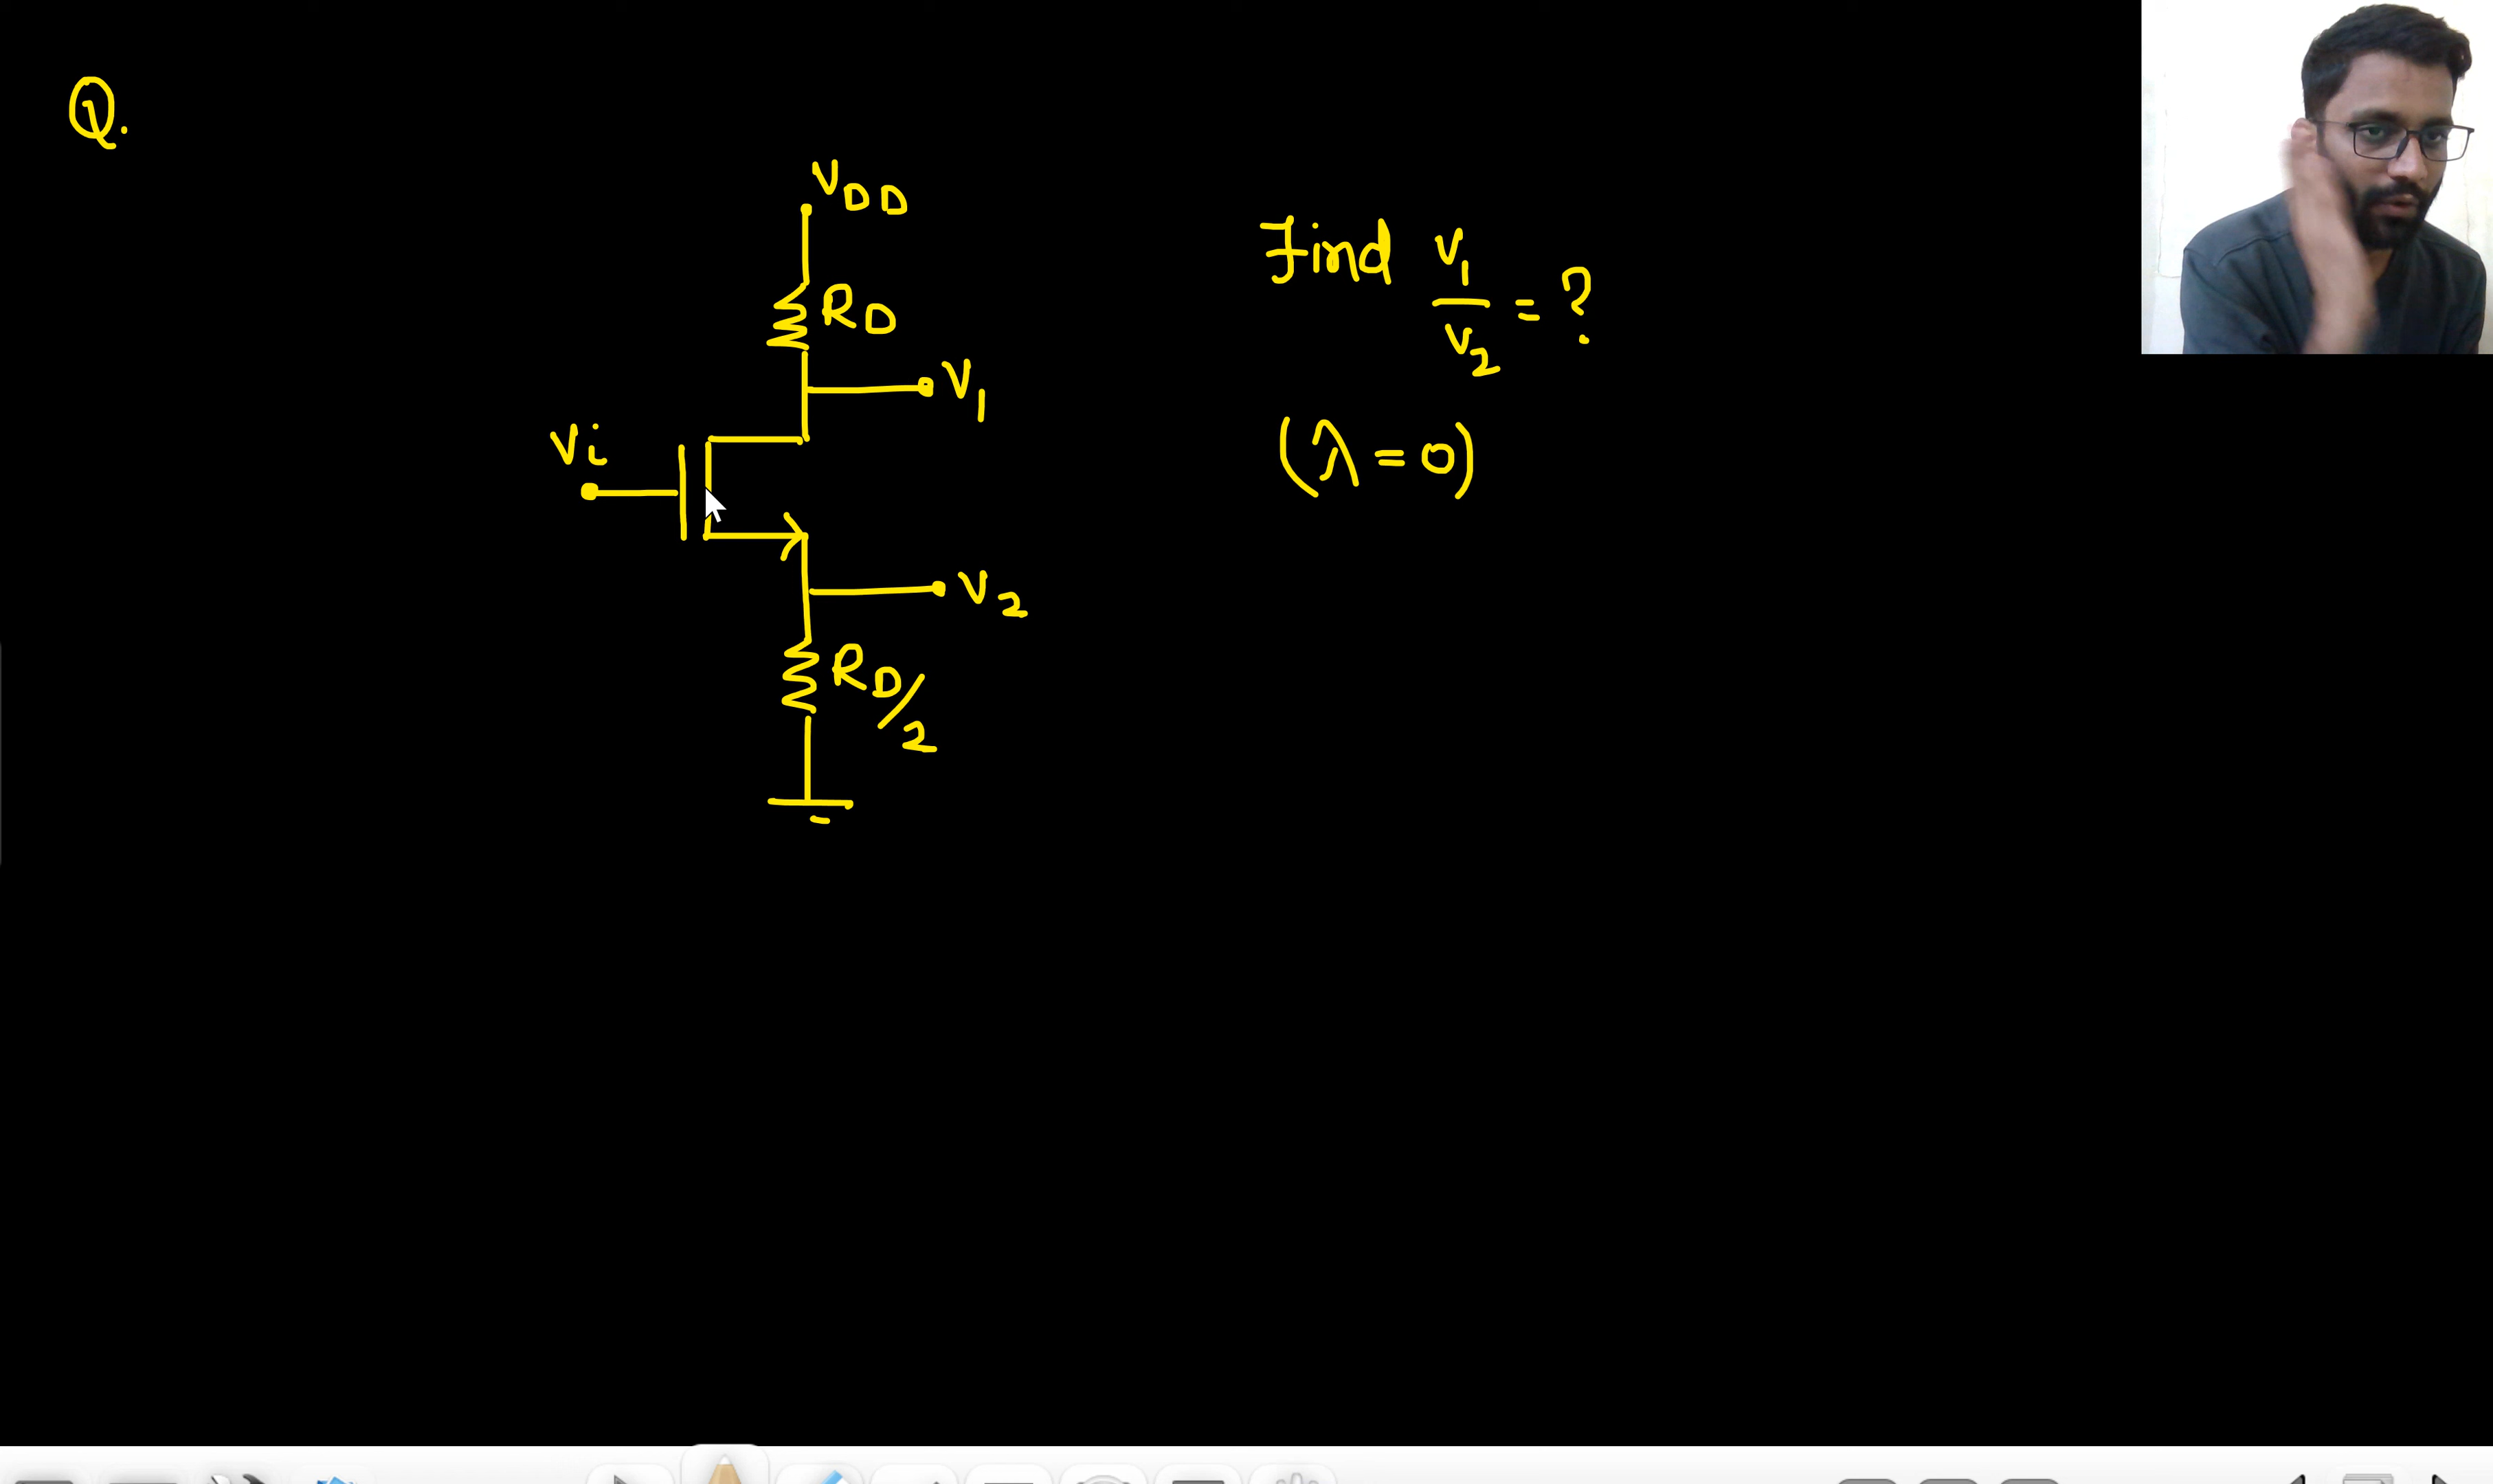 Q.
VDD
RD
V1
Vi
V2
RD/2
Find V1/V2 = ?
(λ = 0)